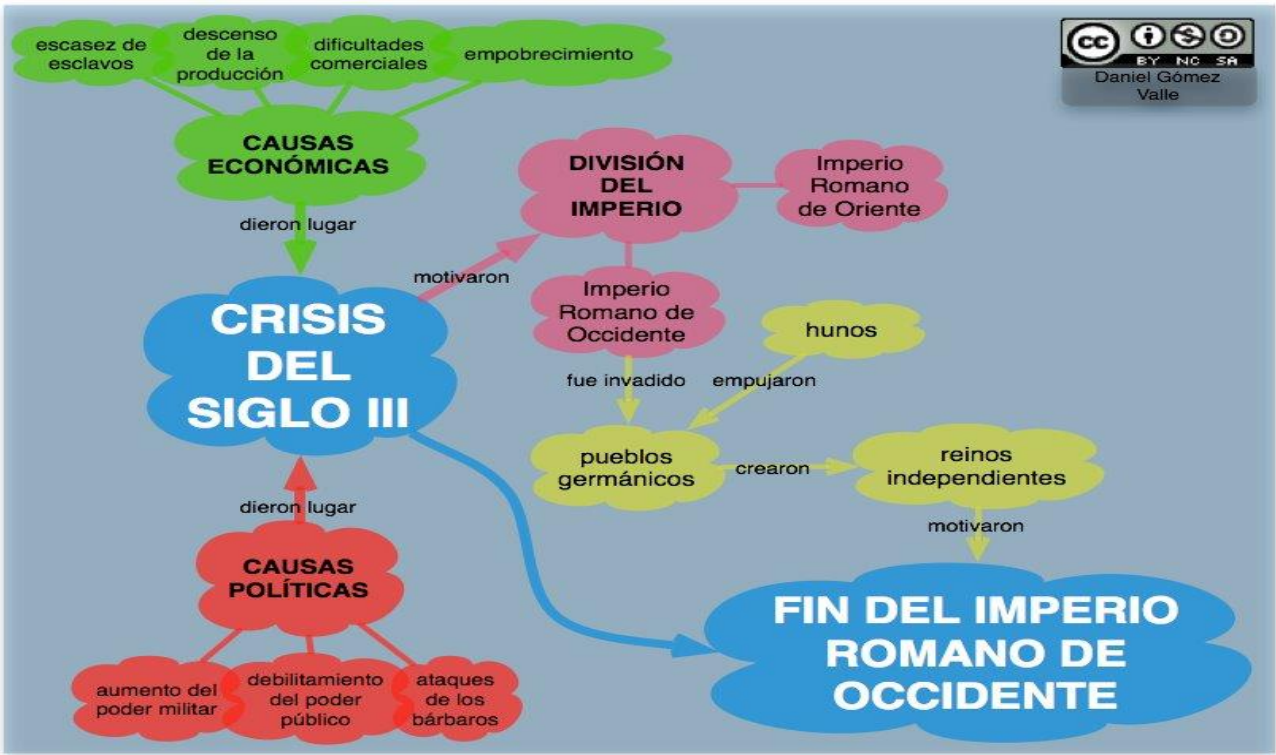 escasez de
esclavos
descenso
de la
producción
dificultades
comerciales
empobrecimiento
cc
BY NC SA
Daniel Gómez
Valle
CAUSAS
ECONÓMICAS
dieron lugar
DIVISIÓN
DEL
IMPERIO
Imperio
Romano
de Oriente
motivaron
CRISIS
DEL
SIGLO III
Imperio
Romano de
Occidente
hunos
fue invadido
empujaron
pueblos
germánicos
crearon
reinos
independientes
motivaron
dieron lugar
CAUSAS
POLÍTICAS
aumento del
poder militar
debilitamiento
del poder
público
ataques
de los
bárbaros
FIN DEL IMPERIO
ROMANO DE
OCCIDENTE